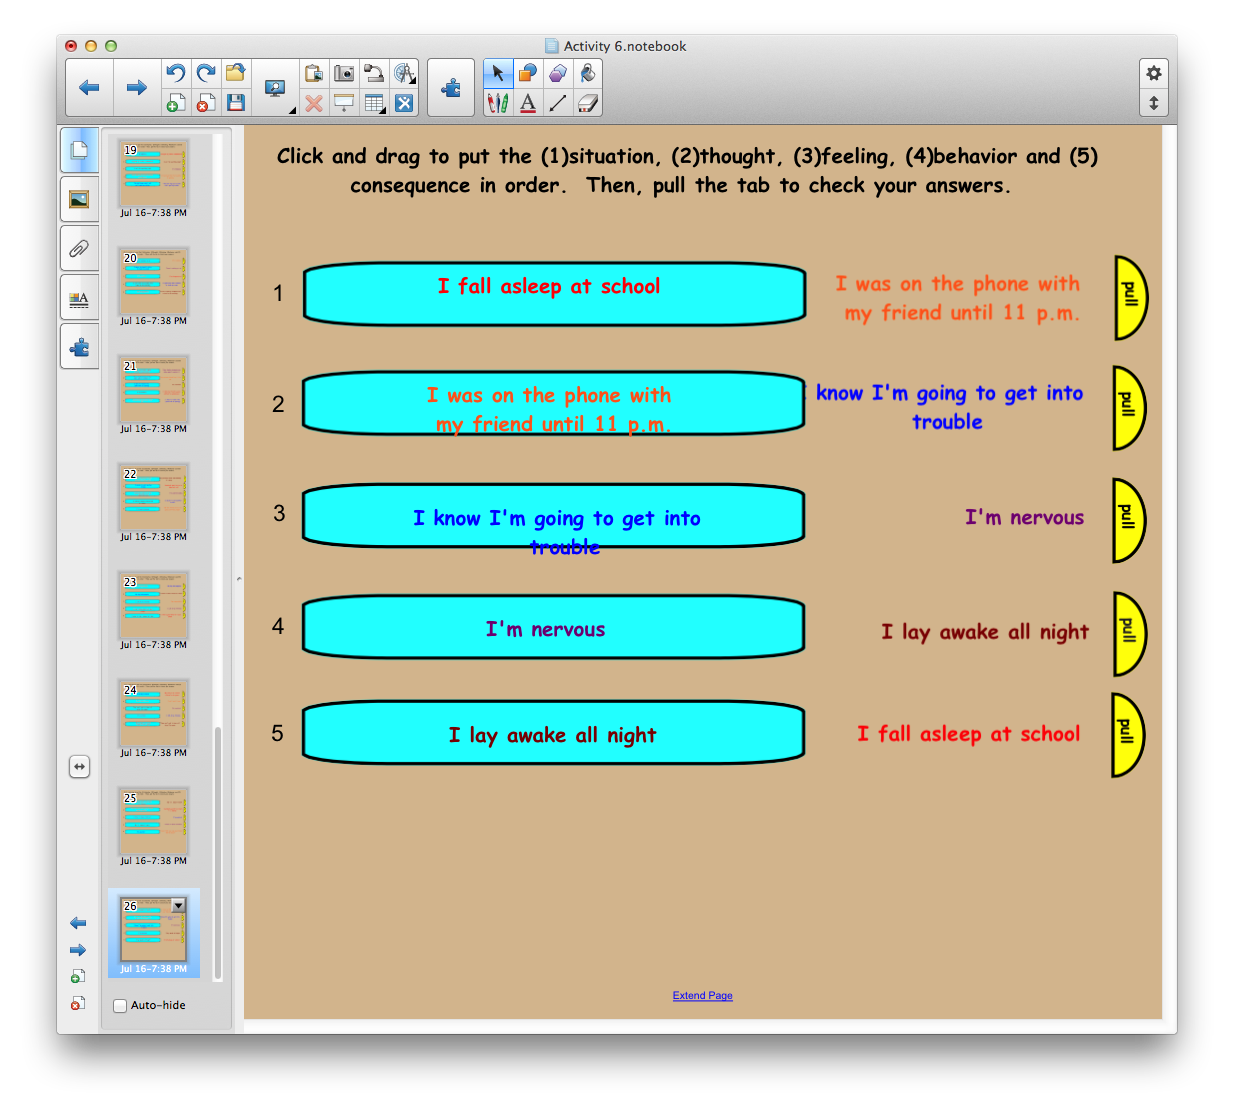 Activity 6.notebook
19
Jul 16-7:38 PM
20
Jul 16-7:38 PM
21
Jul 16-7:38 PM
22
Jul 16-7:38 PM
23
Jul 16-7:38 PM
24
Jul 16-7:38 PM
25
Jul 16-7:38 PM
26
Jul 16-7:38 PM
Auto-hide
Click and drag to put the (1)situation, (2)thought, (3)feeling, (4)behavior and (5)
consequence in order. Then, pull the tab to check your answers.
1
I fall asleep at school
I was on the phone with
my friend until 11 p.m.
pull
2
I was on the phone with
my friend until 11 p.m.
know I'm going to get into
trouble
pull
3
I know I'm going to get into
trouble
I'm nervous
pull
4
I'm nervous
I lay awake all night
pull
5
I lay awake all night
I fall asleep at school
pull
Extend Page